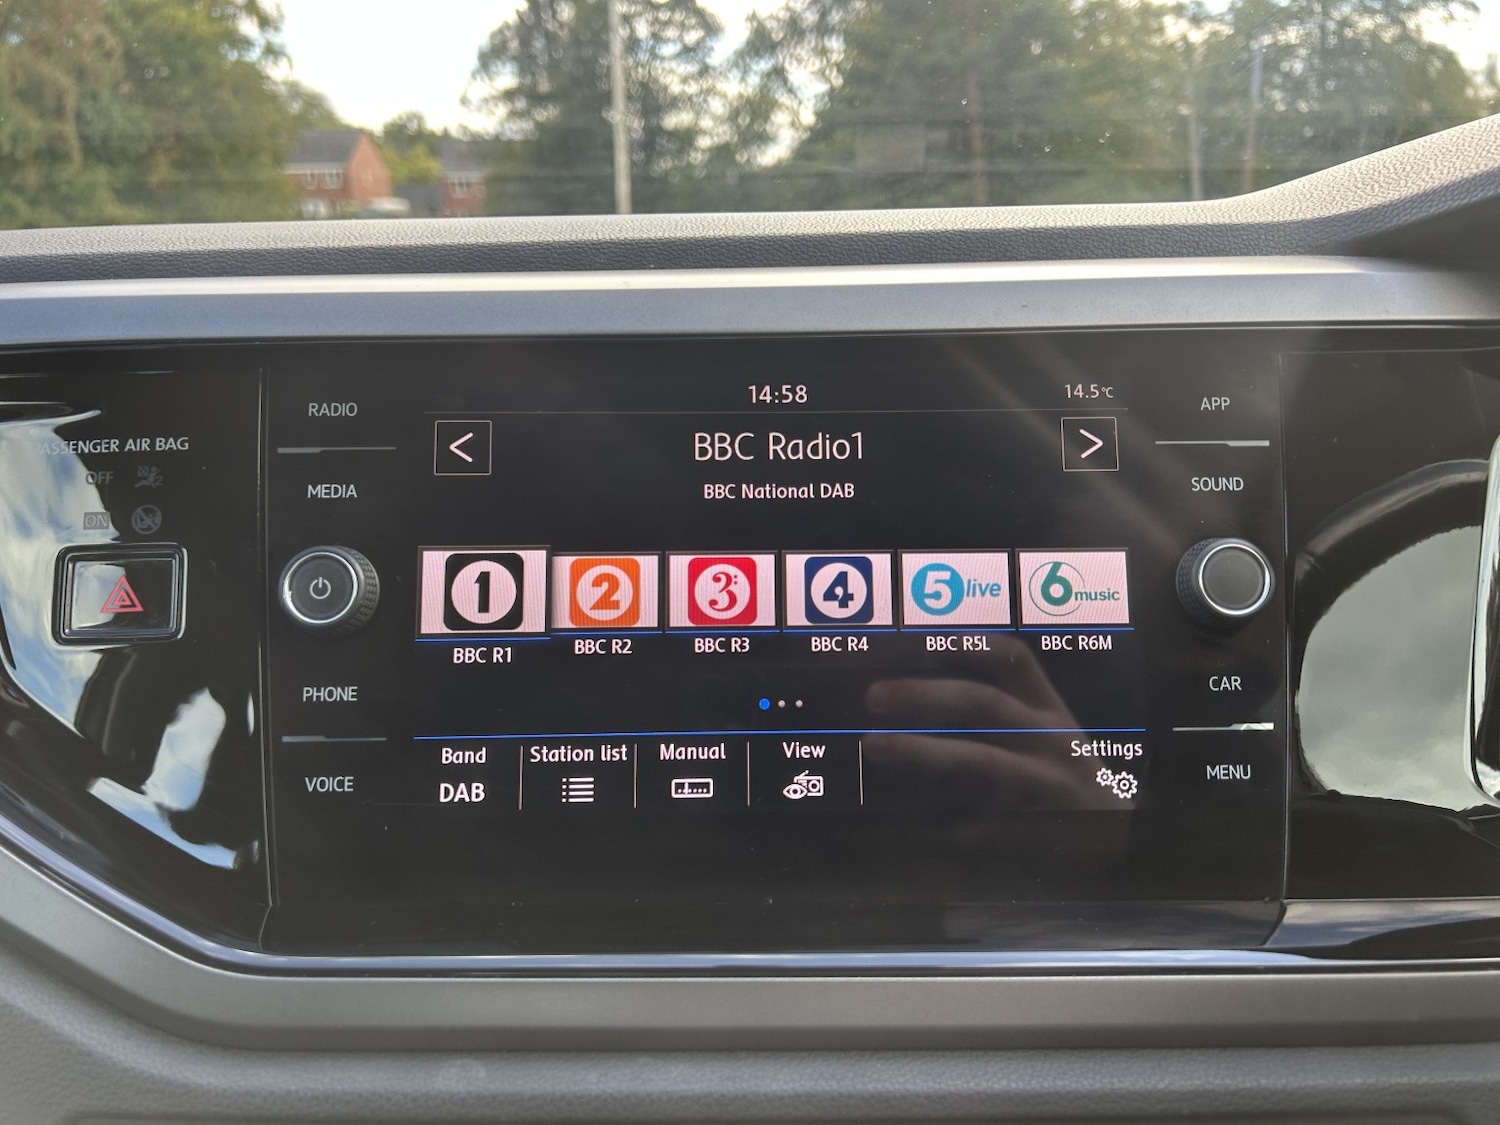 14:58
14.5°C
RADIO
MEDIA
PHONE
VOICE
PASSENGER AIR BAG
OFF
ON
<
BBC Radio1
>
BBC National DAB
1
2
3
4
5 live
6 music
BBC R1
BBC R2
BBC R3
BBC R4
BBC R5L
BBC R6M
Band
DAB
Station list
Manual
View
Settings
APP
SOUND
CAR
MENU